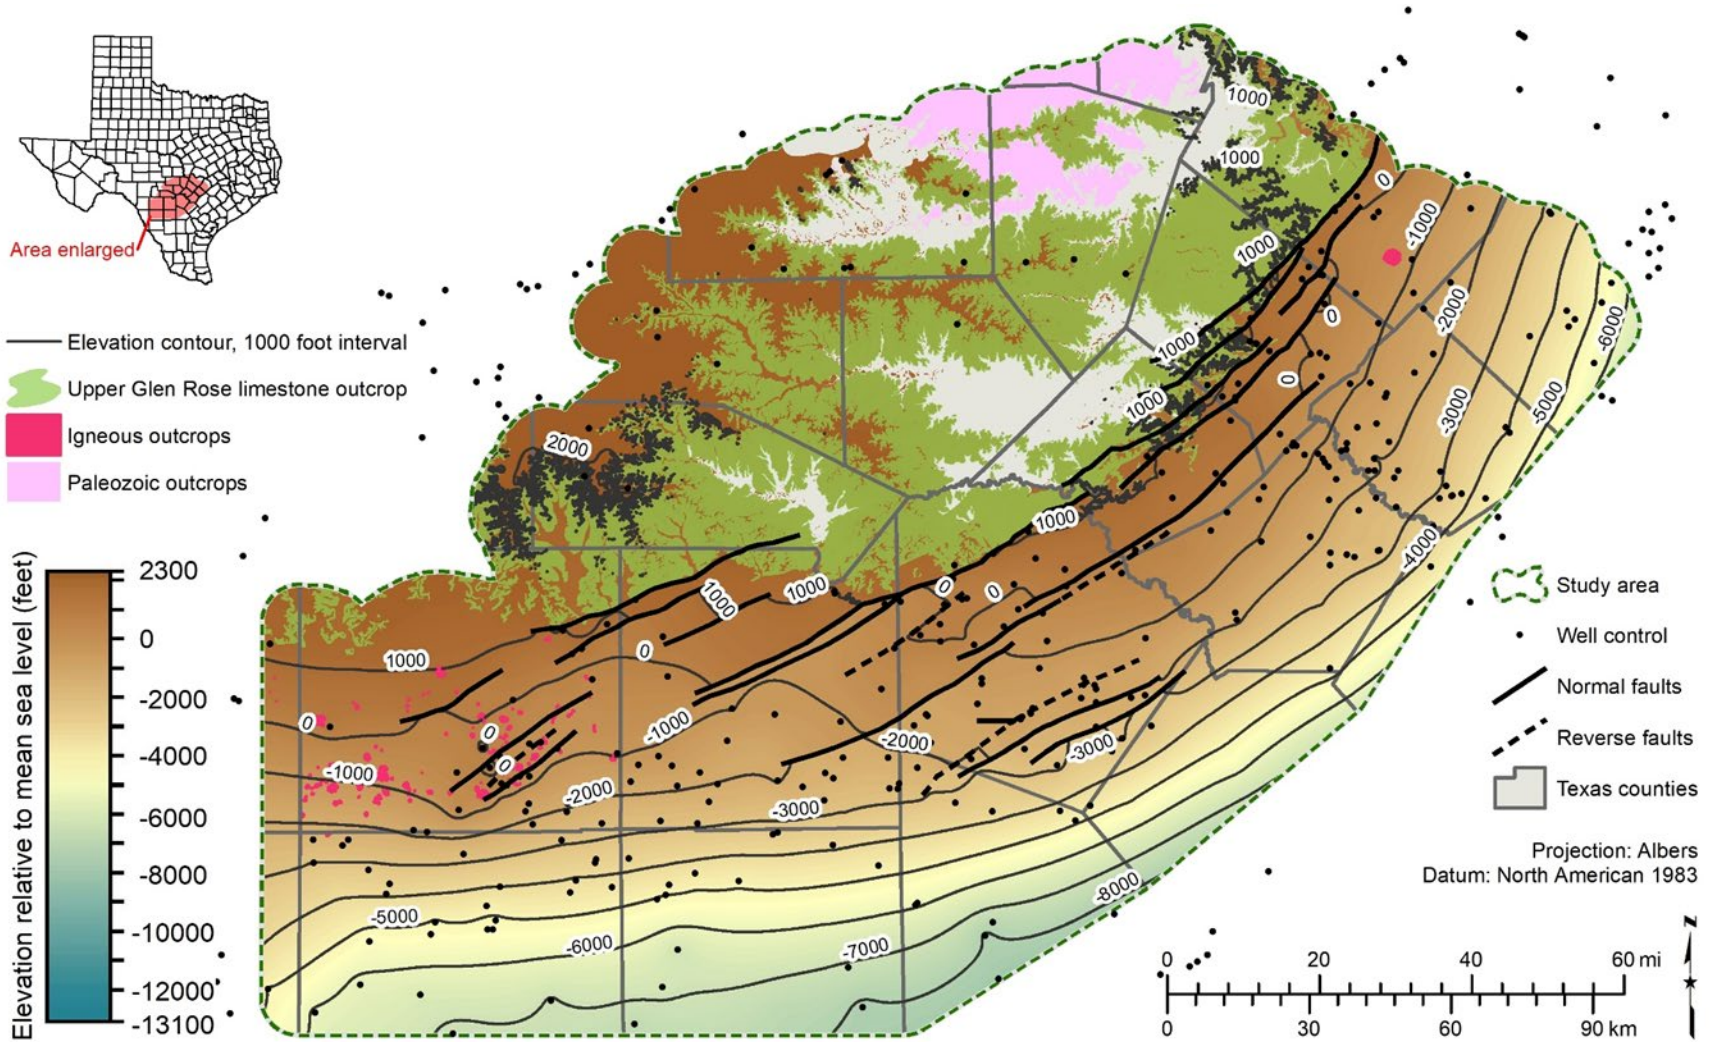 Area enlarged
Elevation contour, 1000 foot interval
Upper Glen Rose limestone outcrop
Igneous outcrops
Paleozoic outcrops
Elevation relative to mean sea level (feet)
2300
0
-2000
-4000
-6000
-8000
-10000
-12000
-13100
1000
1000
0
-1000
1000
-2000
0
-6000
1000
0
1000
-5000
-3000
2000
1000
-4000
1000
1000
0
0
0
1000
0
-1000
0
-2000
-3000
0
-1000
-2000
-3000
-8000
-5000
-6000
-7000
Study area
Well control
Normal faults
Reverse faults
Texas counties
Projection: Albers
Datum: North American 1983
N
0 20 40 60 mi
0 30 60 90 km